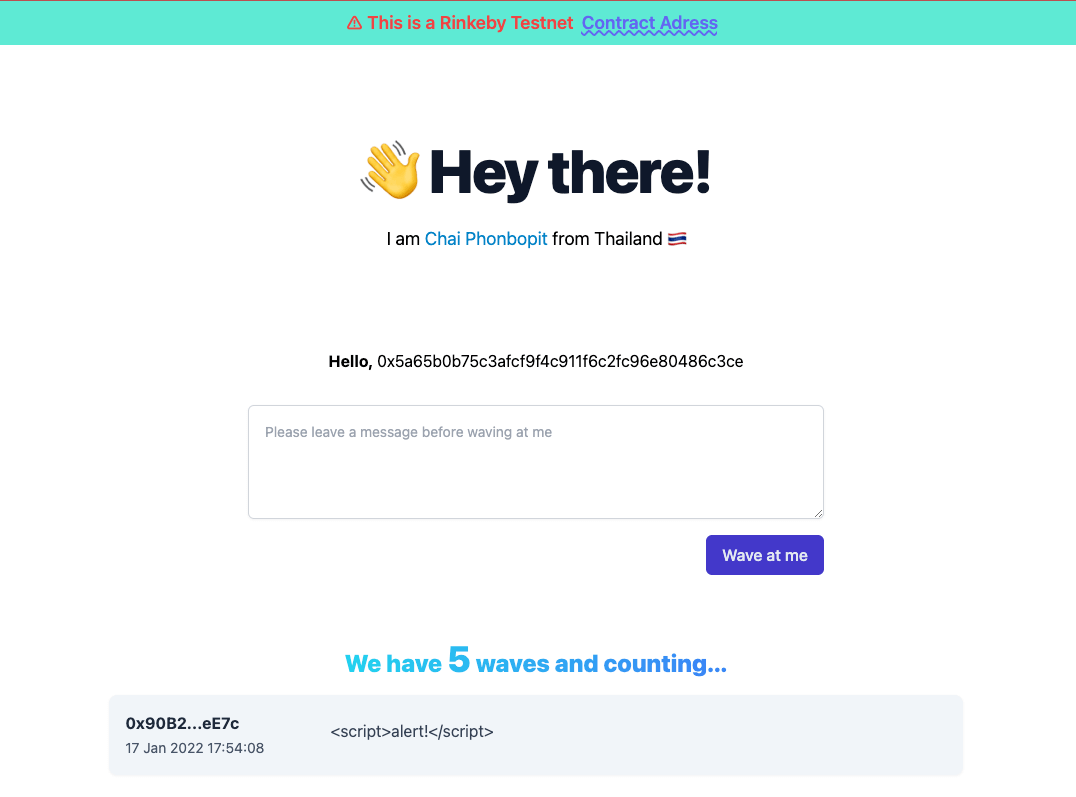 ⚠ This is a Rinkeby Testnet Contract Adress
👋 Hey there!
I am Chai Phonbopit from Thailand 🇹🇭
Hello, 0x5a65b0b75c3afcf9f4c911f6c2fc96e80486c3ce
Please leave a message before waving at me
Wave at me
We have 5 waves and counting...
0x90B2...eE7c
<script>alert!</script>
17 Jan 2022 17:54:08